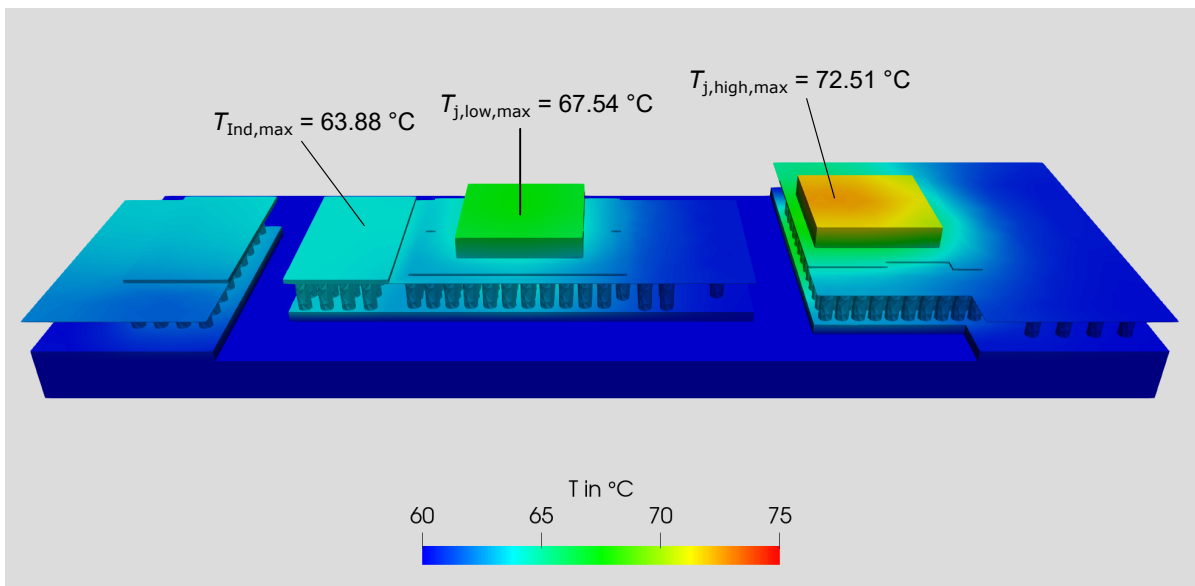 T_j,high,max = 72.51 °C
T_j,low,max = 67.54 °C
T_Ind,max = 63.88 °C
T in °C
60 65 70 75